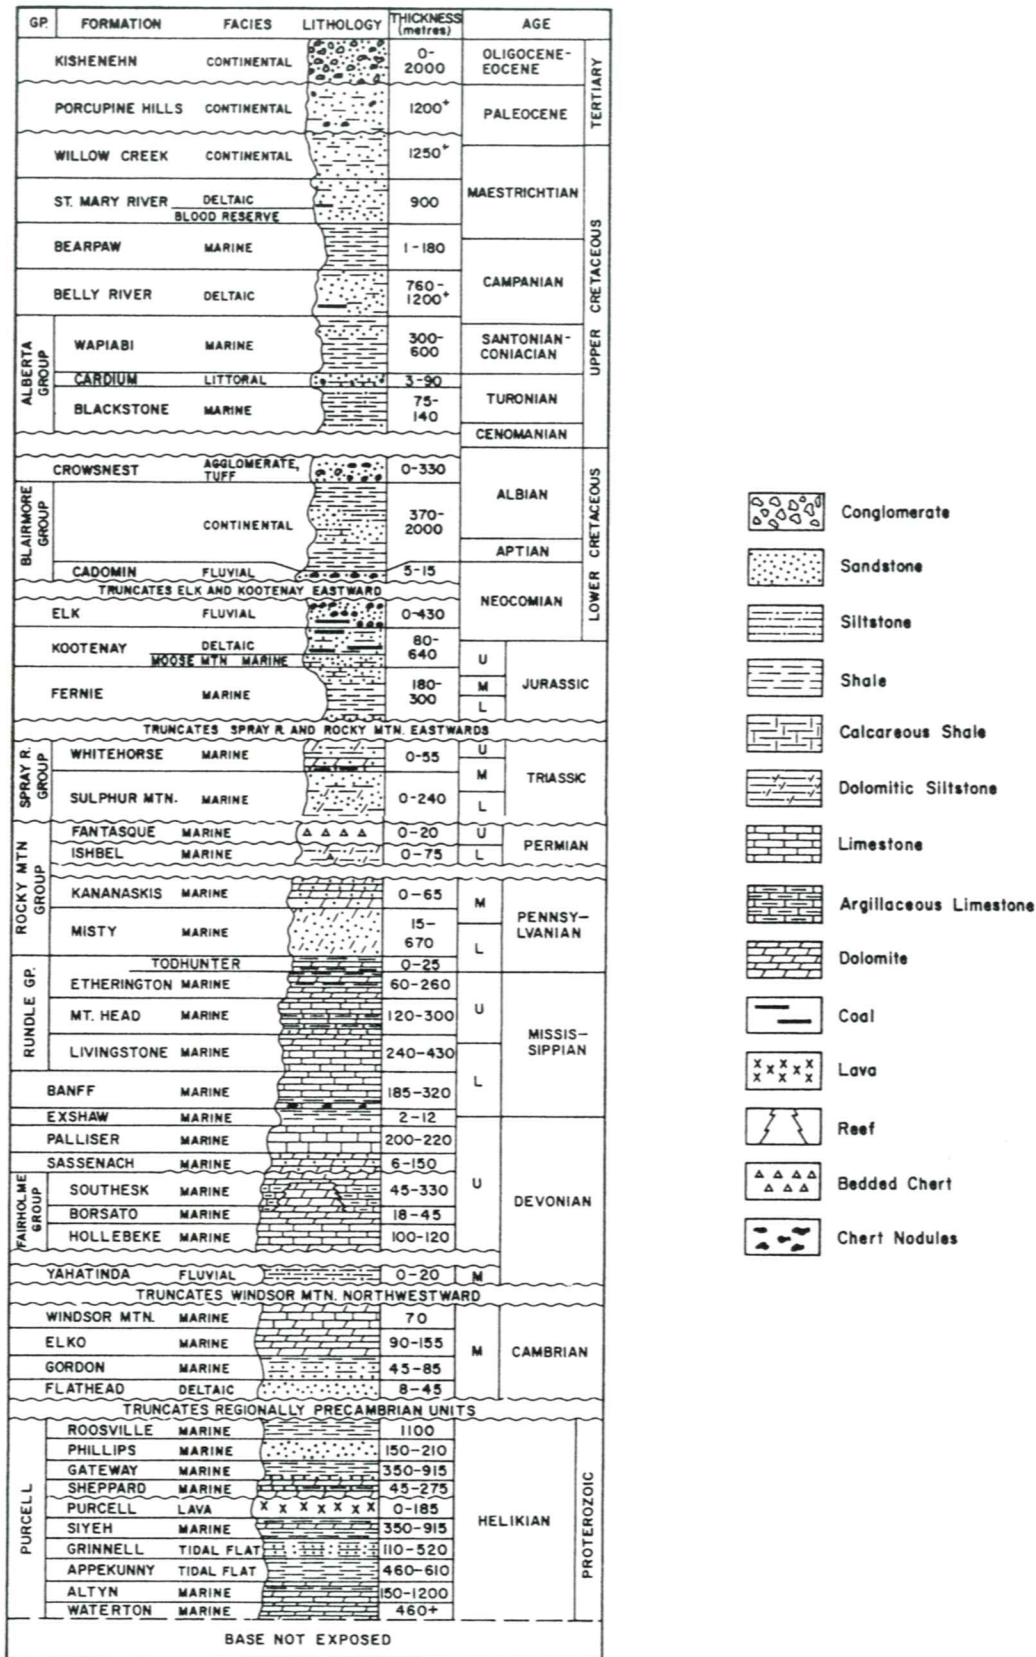 GP. FORMATION FACIES LITHOLOGY THICKNESS (metres) AGE
KISHENEHN CONTINENTAL 0-2000 OLIGOCENE-EOCENE
TERTIARY
PORCUPINE HILLS CONTINENTAL 1200+ PALEOCENE
WILLOW CREEK CONTINENTAL 1250+
MAESTRICHTIAN
ST. MARY RIVER DELTAIC 900
BLOOD RESERVE
UPPER CRETACEOUS
BEARPAW MARINE 1-180
CAMPANIAN
BELLY RIVER DELTAIC 760-1200+
ALBERTA GROUP
WAPIABI MARINE 300-600 SANTONIAN-CONIACIAN
CARDIUM LITTORAL 3-90
TURONIAN
BLACKSTONE MARINE 75-140
CENOMANIAN
CROWSNEST AGGLOMERATE, TUFF 0-330
ALBIAN
LOWER CRETACEOUS
BLAIRMORE GROUP
CONTINENTAL 370-2000
APTIAN
CADOMIN FLUVIAL 5-15
TRUNCATES ELK AND KOOTENAY EASTWARD
NEOCOMIAN
ELK FLUVIAL 0-430
KOOTENAY DELTAIC 80-640
MOOSE MTN MARINE
U
M JURASSIC
FERNIE MARINE 180-300
L
TRUNCATES SPRAY R. AND ROCKY MTN. EASTWARDS
SPRAY R. GROUP
WHITEHORSE MARINE 0-55 U
M TRIASSIC
SULPHUR MTN. MARINE 0-240
L
ROCKY MTN GROUP
FANTASQUE MARINE 0-20 U
PERMIAN
ISHBEL MARINE 0-75 L
KANANASKIS MARINE 0-65 M
PENNSY-LVANIAN
MISTY MARINE 15-670
L
TODHUNTER 0-25
RUNDLE GP.
ETHERINGTON MARINE 60-260
MT. HEAD MARINE 120-300 U
MISSIS-SIPPIAN
LIVINGSTONE MARINE 240-430
L
BANFF MARINE 185-320
EXSHAW MARINE 2-12
PALLISER MARINE 200-220
SASSENACH MARINE 6-150
FAIRHOLME GROUP
SOUTHESK MARINE 45-330 U DEVONIAN
BORSATO MARINE 18-45
HOLLEBEKE MARINE 100-120
YAHATINDA FLUVIAL 0-20 M
TRUNCATES WINDSOR MTN. NORTHWESTWARD
WINDSOR MTN. MARINE 70
ELKO MARINE 90-155 M CAMBRIAN
GORDON MARINE 45-85
FLATHEAD DELTAIC 8-45
TRUNCATES REGIONALLY PRECAMBRIAN UNITS
PURCELL
ROOSVILLE MARINE 1100
PHILLIPS MARINE 150-210
GATEWAY MARINE 350-915
SHEPPARD MARINE 45-275
PURCELL LAVA 0-185
SIYEH MARINE 350-915 HELIKIAN PROTEROZOIC
GRINNELL TIDAL FLAT 110-520
APPEKUNNY TIDAL FLAT 460-610
ALTYN MARINE 150-1200
WATERTON MARINE 460+
BASE NOT EXPOSED
Conglomerate
Sandstone
Siltstone
Shale
Calcareous Shale
Dolomitic Siltstone
Limestone
Argillaceous Limestone
Dolomite
Coal
Lava
Reef
Bedded Chert
Chert Nodules